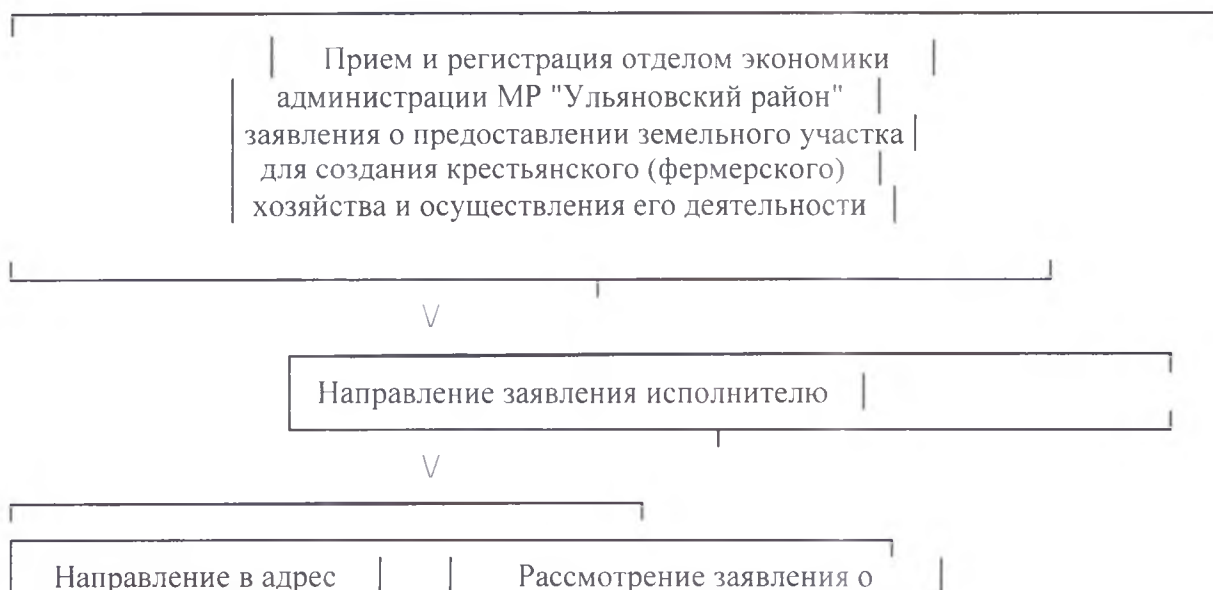 Прием и регистрация отделом экономики
администрации МР "Ульяновский район"
заявления о предоставлении земельного участка
для создания крестьянского (фермерского)
хозяйства и осуществления его деятельности
V
Направление заявления исполнителю
V
Направление в адрес Рассмотрение заявления о